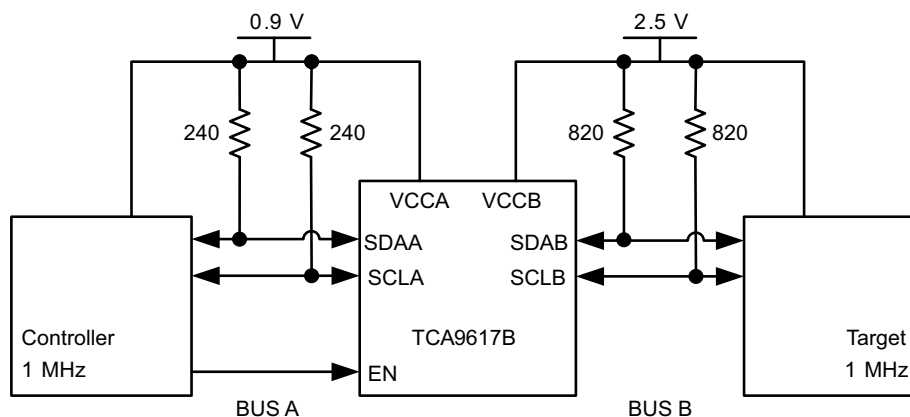 0.9 V 2.5 V
240 240 820 820
VCCA VCCB
SDAA SDAB
SCLA SCLB
Controller TCA9617B Target
1 MHz EN 1 MHz
BUS A BUS B